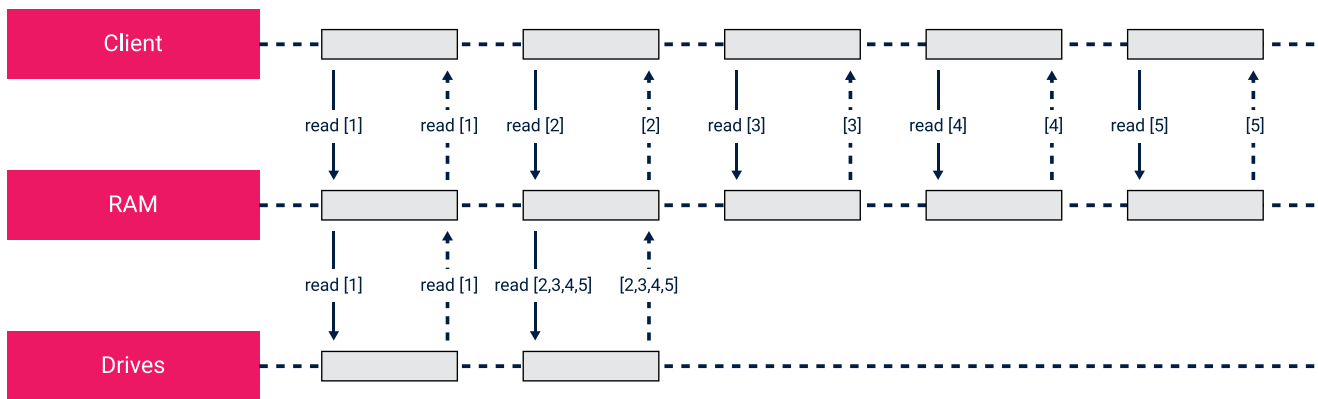 Client
read [1] read [1] read [2] [2] read [3] [3] read [4] [4] read [5] [5]
RAM
read [1] read [1] read [2,3,4,5] [2,3,4,5]
Drives